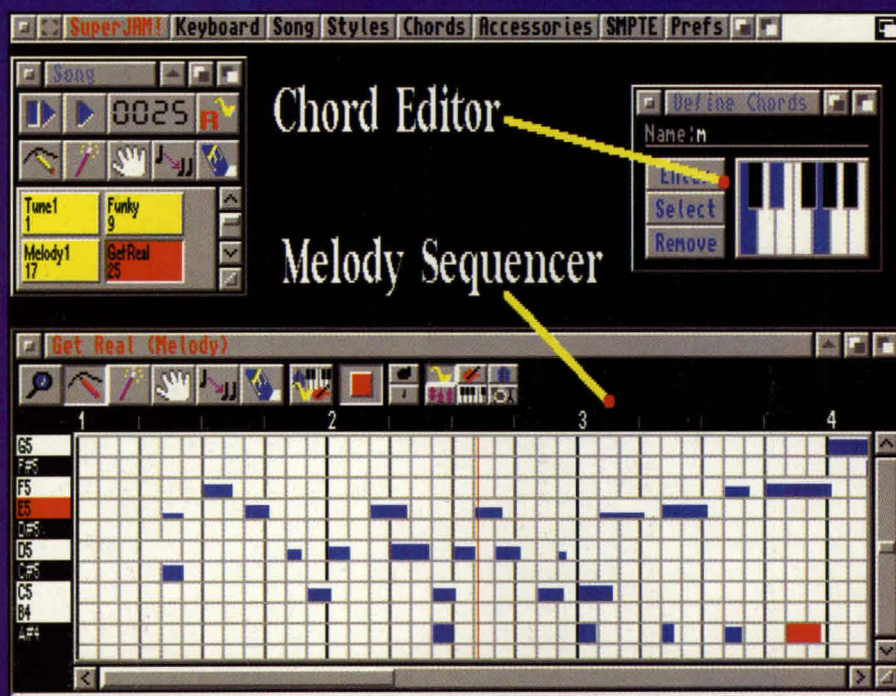 SuperJAM! Keyboard Song Styles Chords Accessories SMPTE Prefs
Song
0025
R
Tune1
1
Funky
9
Melody1
17
GetReal
25
Chord Editor
Define Chords
Name:m
Enter
Select
Remove
Melody Sequencer
Get Real (Melody)
1 2 3 4
G5
F#5
F5
E5
D#5
D5
C#5
C5
B4
A#4